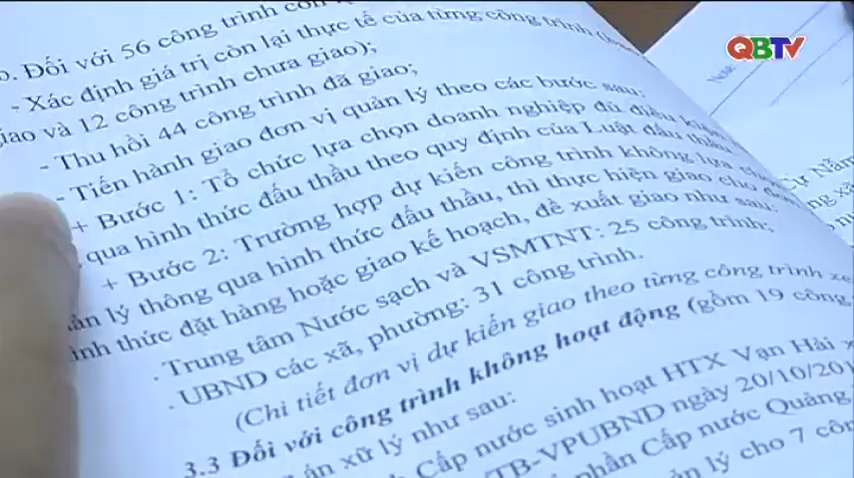 QBTV
b. Đối với 56 công trình còn
- Xác định giá trị còn lại thực tế của từng công trình
giao và 12 công trình chưa giao);
- Thu hồi 44 công trình đã giao;
- Tiến hành giao đơn vị quản lý theo các bước sau:
+ Bước 1: Tổ chức lựa chọn doanh nghiệp đủ điều kiện
qua hình thức đấu thầu theo quy định của Luật đấu thầu
+ Bước 2: Trường hợp dự kiến công trình không lựa
lý thông qua hình thức đấu thầu, thì thực hiện giao cho đơn
thức đặt hàng hoặc giao kế hoạch, đề xuất giao như sau:
. Trung tâm Nước sạch và VSMTNT: 25 công trình;
. UBND các xã, phường: 31 công trình.
(Chi tiết đơn vị dự kiến giao theo từng công trình
3.3 Đối với công trình không hoạt động (gồm 19 công
án xử lý như sau:
Cấp nước sinh hoạt HTX Vạn Hải
TB-VPUBND ngày 20/10/201
phần Cấp nước Quảng
lý cho 7